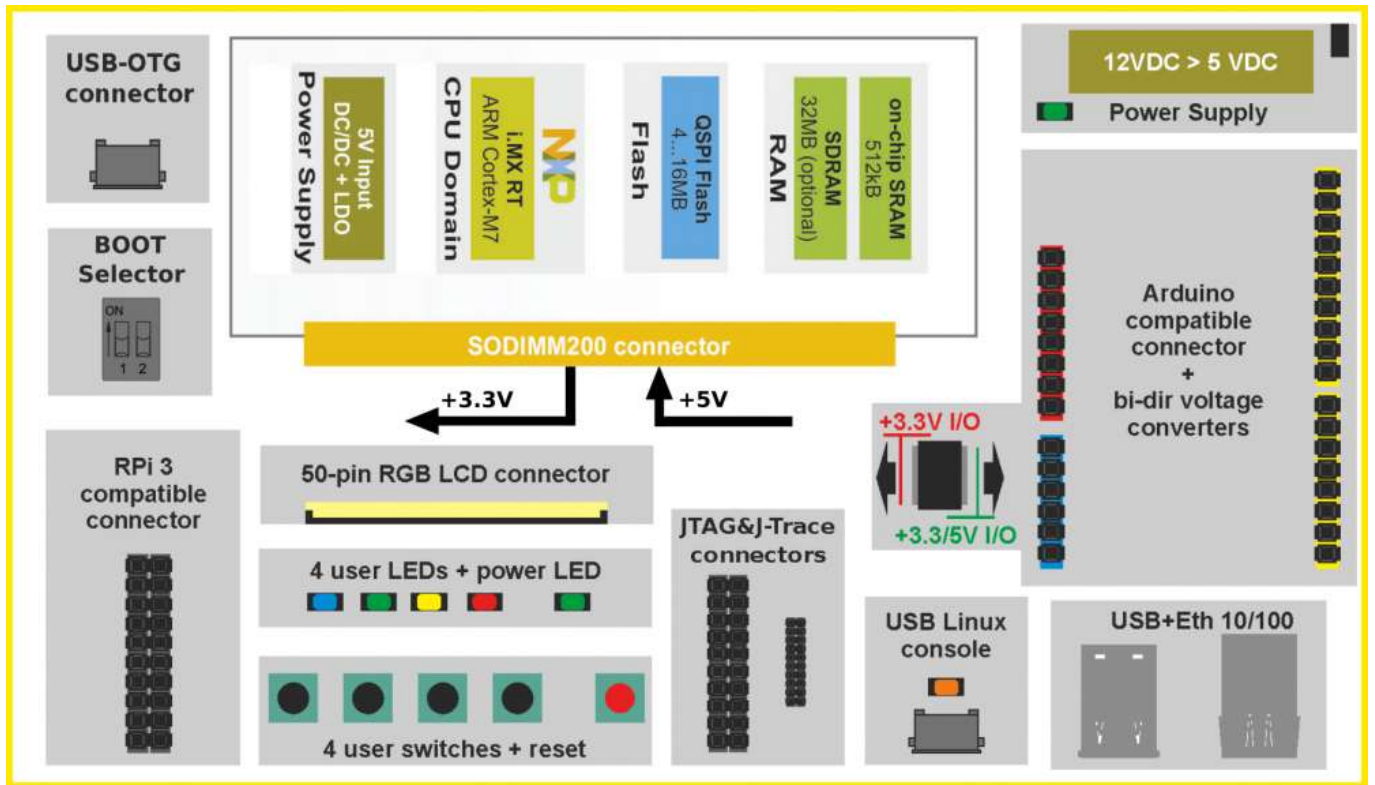 USB-OTG
connector
BOOT
Selector
ON
1 2
RPi 3
compatible
connector
Power Supply
5V Input
DC/DC + LDO
CPU Domain
i.MX RT
ARM Cortex-M7
NXP
Flash
QSPI Flash
4...16MB
RAM
SDRAM
32MB (optional)
on-chip SRAM
512kB
SODIMM200 connector
+3.3V
+5V
50-pin RGB LCD connector
4 user LEDs + power LED
4 user switches + reset
JTAG&J-Trace
connectors
12VDC > 5 VDC
Power Supply
Arduino
compatible
connector
+
bi-dir voltage
converters
+3.3V I/O
+3.3/5V I/O
USB Linux
console
USB+Eth 10/100